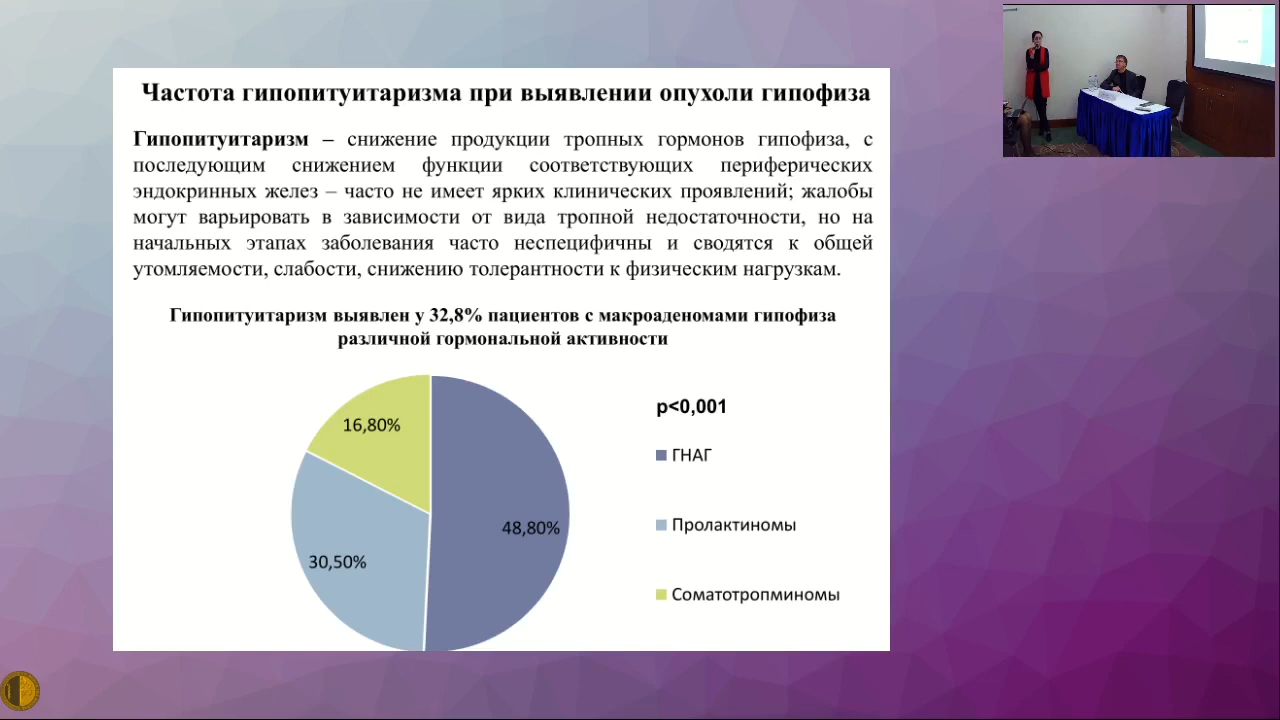 Частота гипопитуитаризма при выявлении опухоли гипофиза
Гипопитуитаризм – снижение продукции тропных гормонов гипофиза, с
последующим снижением функции соответствующих периферических
эндокринных желез – часто не имеет ярких клинических проявлений; жалобы
могут варьировать в зависимости от вида тропной недостаточности, но на
начальных этапах заболевания часто неспецифичны и сводятся к общей
утомляемости, слабости, снижению толерантности к физическим нагрузкам.
Гипопитуитаризм выявлен у 32,8% пациентов с макроаденомами гипофиза
различной гормональной активности
16,80%
48,80%
30,50%
p<0,001
ГНАГ
Пролактиномы
Соматотропминомы